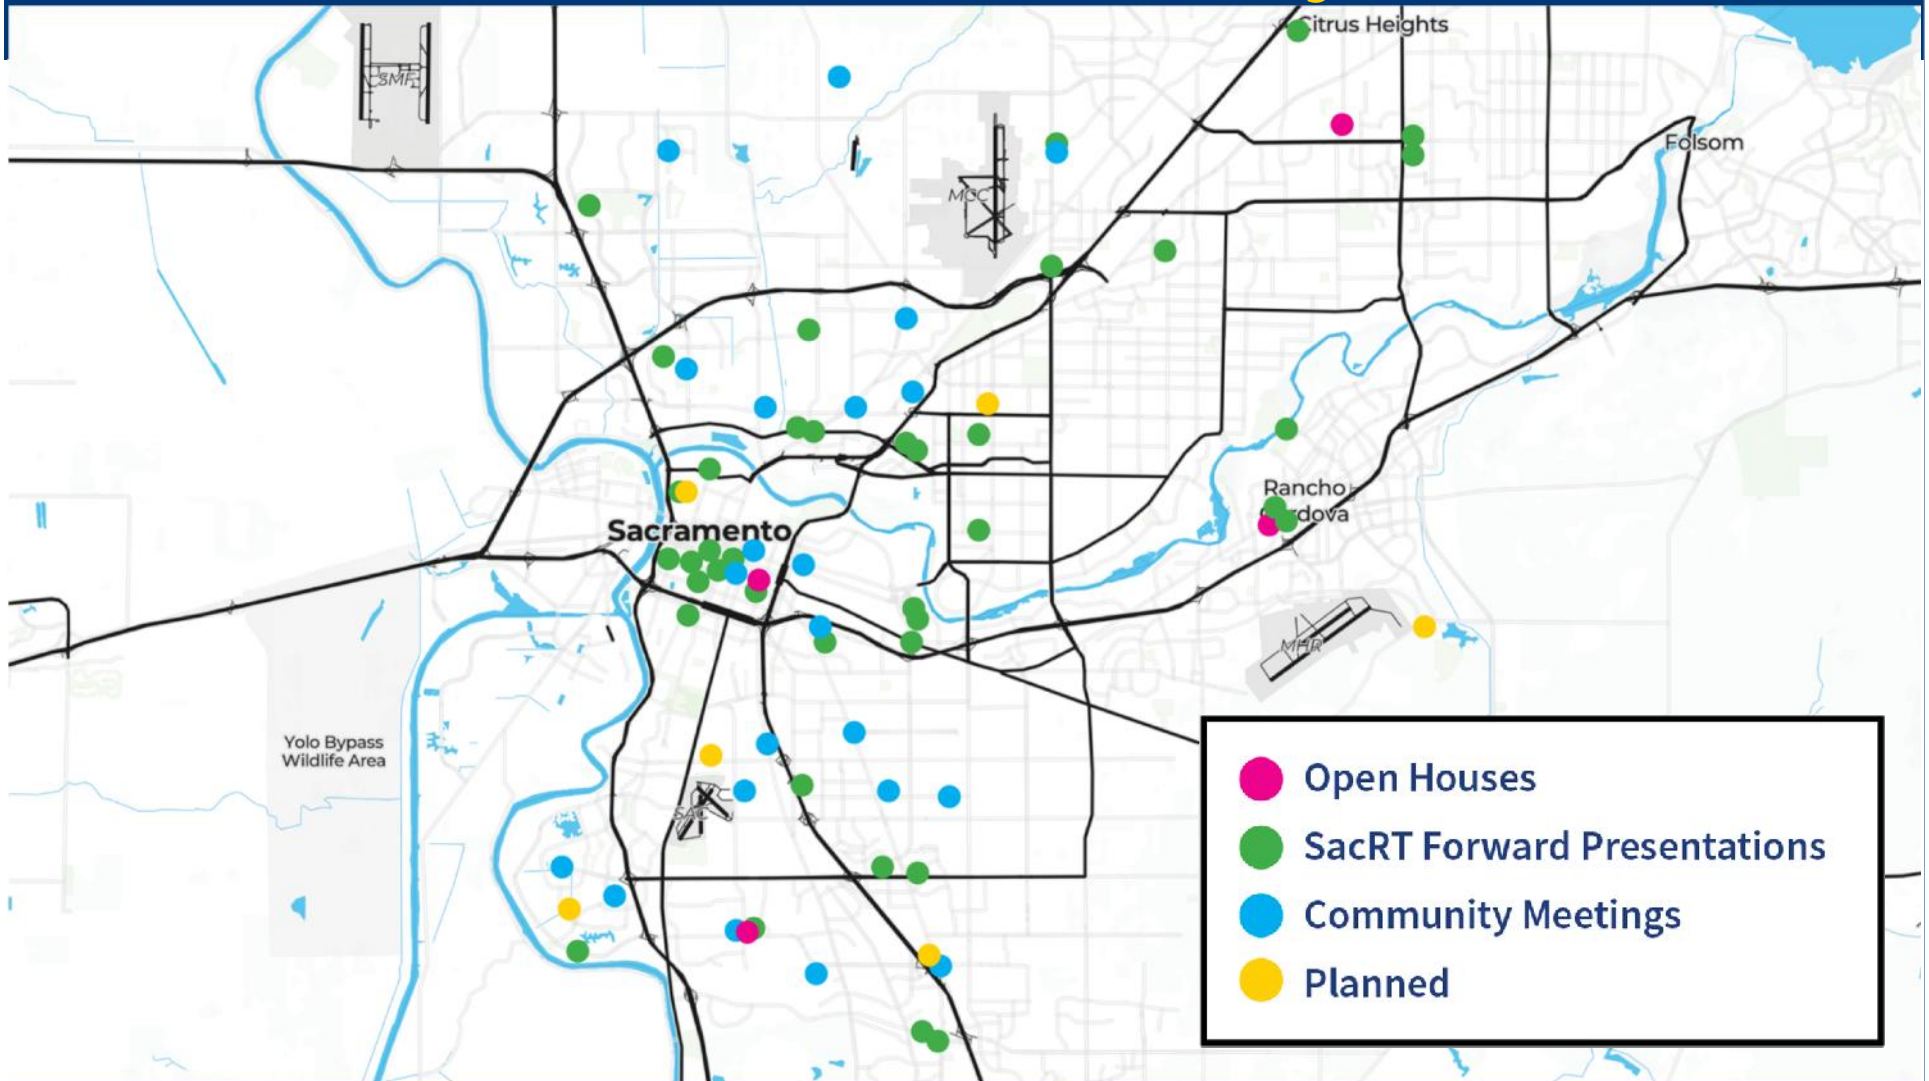 Citrus Heights
SMF
Folsom
MCC
Rancho
Cordova
Sacramento
MHR
Yolo Bypass
Wildlife Area
SAC
Open Houses
SacRT Forward Presentations
Community Meetings
Planned